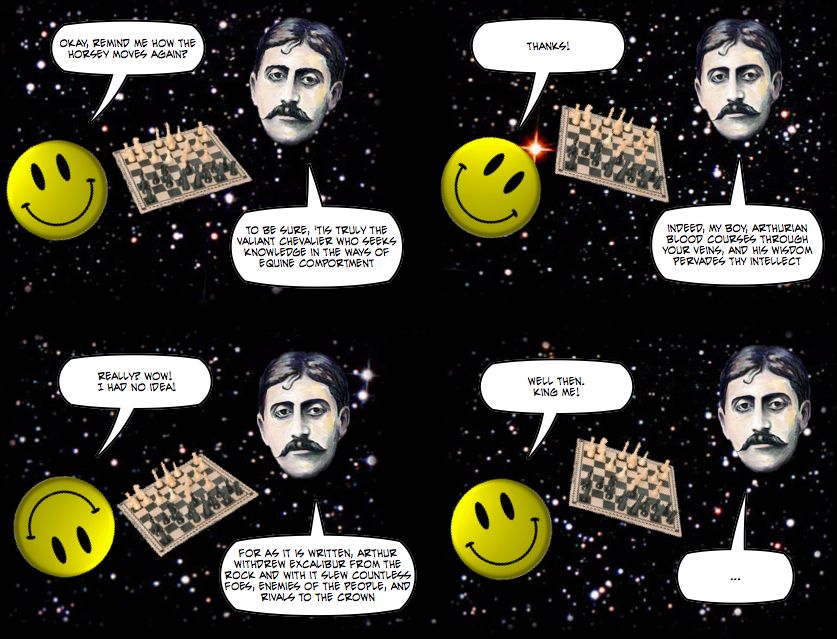 OKAY, REMIND ME HOW THE
HORSEY MOVES AGAIN?
TO BE SURE, 'TIS TRULY THE
VALIANT CHEVALIER WHO SEEKS
KNOWLEDGE IN THE WAYS OF
EQUINE COMPORTMENT
THANKS!
INDEED, MY BOY, ARTHURIAN
BLOOD COURSES THROUGH
YOUR VEINS, AND HIS WISDOM
PERVADES THY INTELLECT
REALLY? WOW!
I HAD NO IDEA!
FOR AS IT IS WRITTEN, ARTHUR
WITHDREW EXCALIBUR FROM THE
ROCK AND WITH IT SLEW COUNTLESS
FOES, ENEMIES OF THE PEOPLE, AND
RIVALS TO THE CROWN
WELL THEN.
KING ME!
...